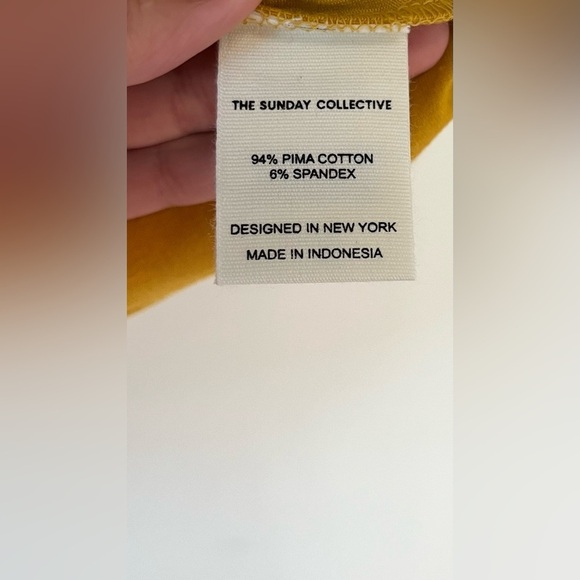 THE SUNDAY COLLECTIVE
94% PIMA COTTON
6% SPANDEX
DESIGNED IN NEW YORK
MADE IN INDONESIA